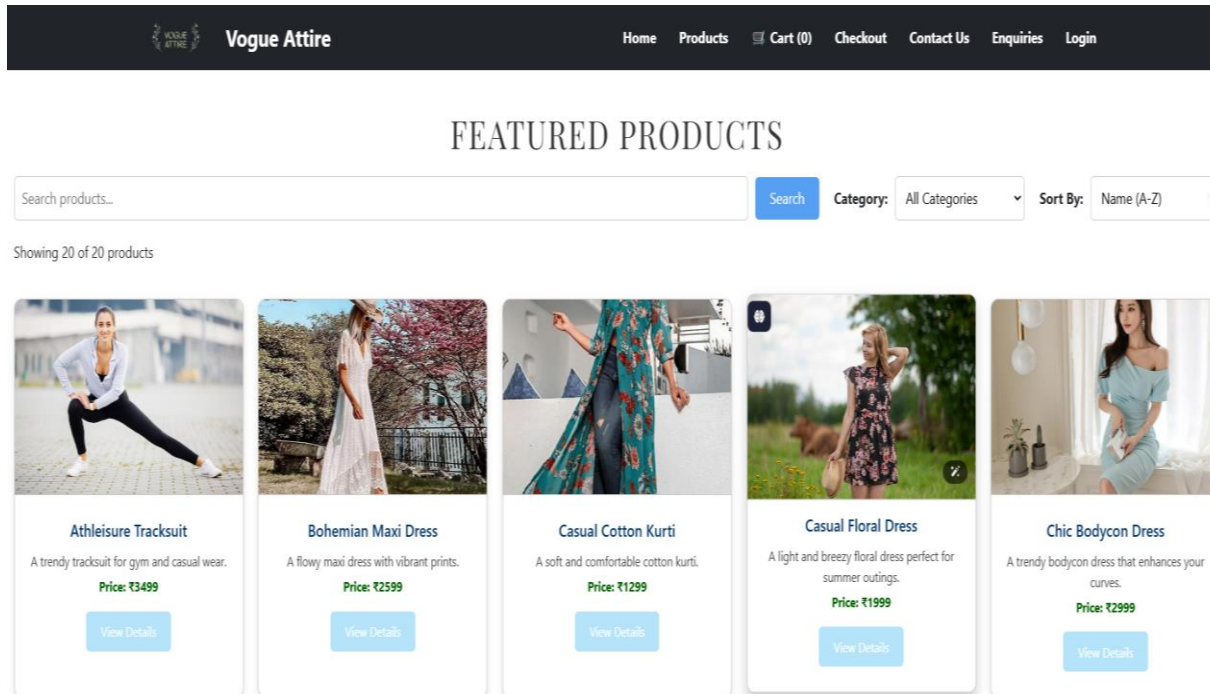 VOGUE
ATTIRE
Vogue Attire
Home Products Cart (0) Checkout Contact Us Enquiries Login
FEATURED PRODUCTS
Search products...
Search
Category: All Categories
Sort By: Name (A-Z)
Showing 20 of 20 products
Athleisure Tracksuit
A trendy tracksuit for gym and casual wear.
Price: ₹3499
View Details
Bohemian Maxi Dress
A flowy maxi dress with vibrant prints.
Price: ₹2599
View Details
Casual Cotton Kurti
A soft and comfortable cotton kurti.
Price: ₹1299
View Details
Casual Floral Dress
A light and breezy floral dress perfect for
summer outings.
Price: ₹1999
View Details
Chic Bodycon Dress
A trendy bodycon dress that enhances your
curves.
Price: ₹2999
View Details